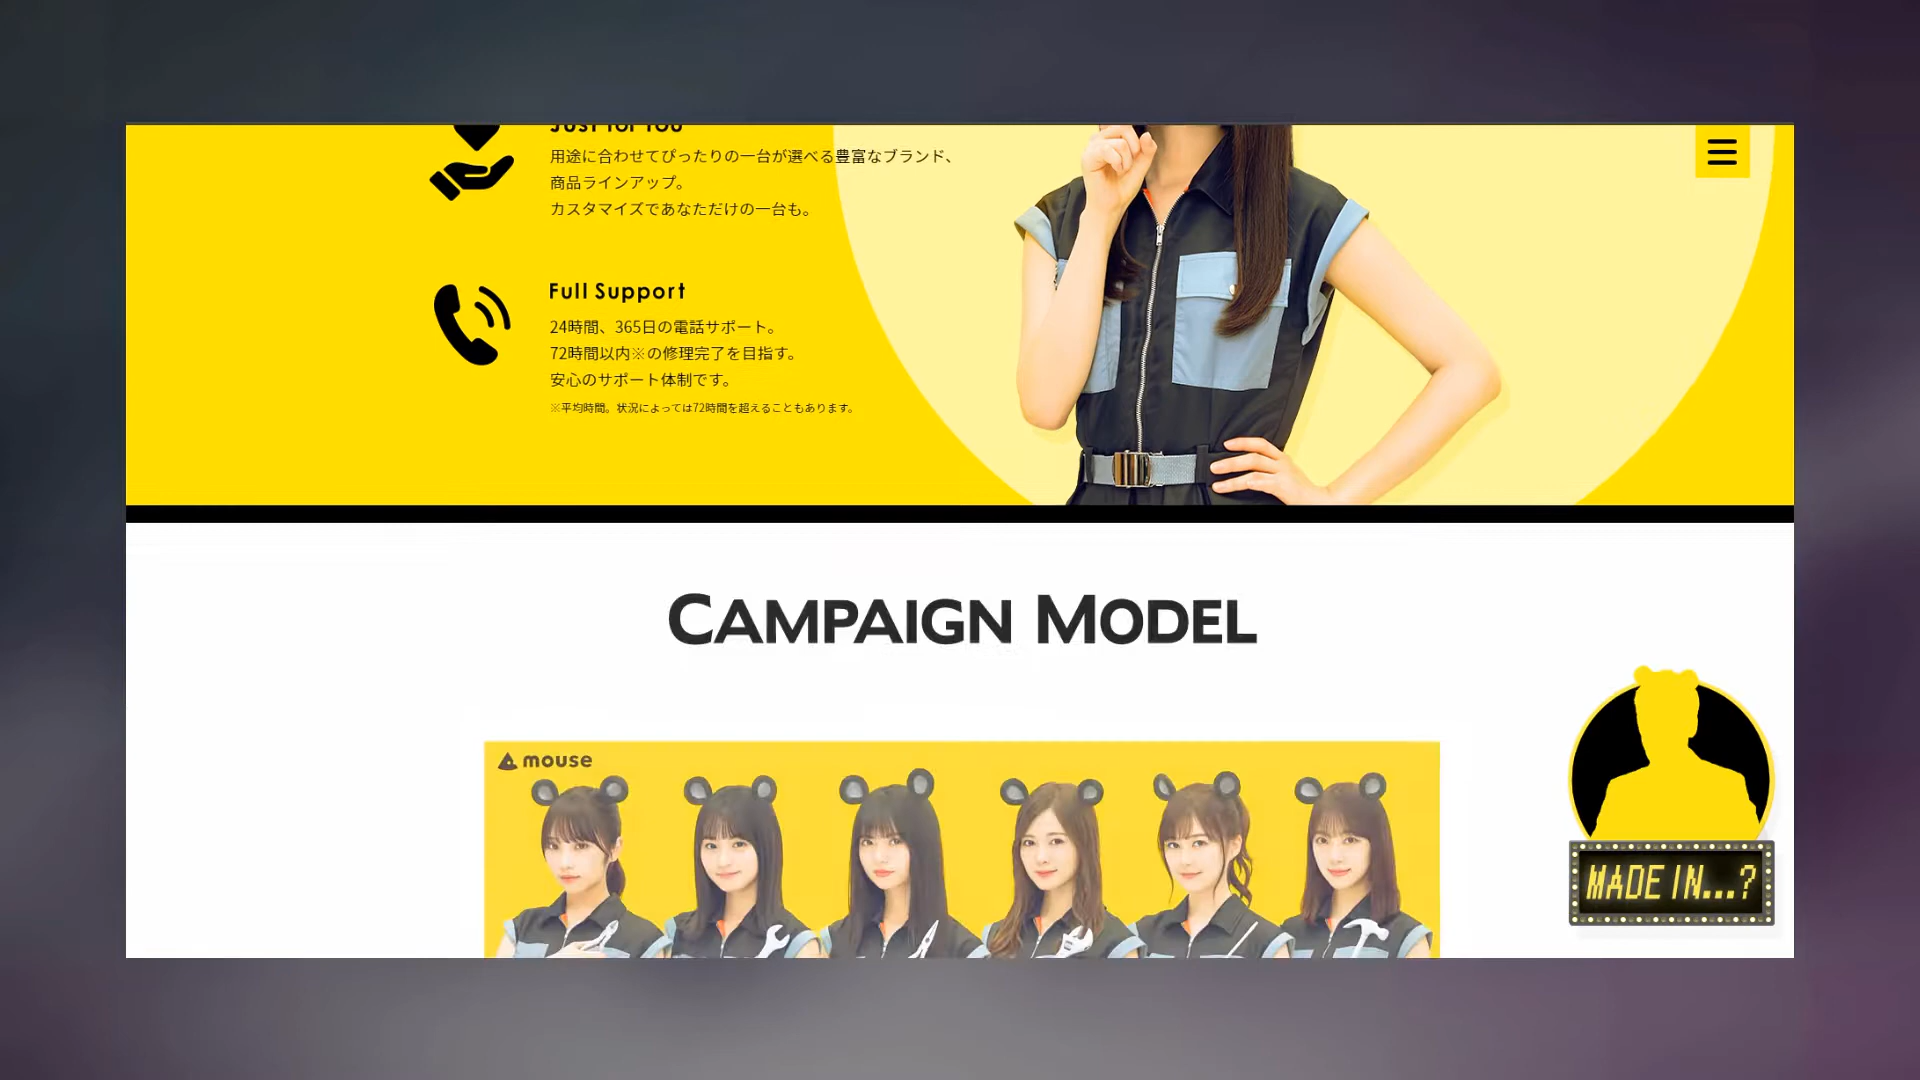 Just for You
用途に合わせてぴったりの一台が選べる豊富なブランド、
商品ラインアップ。
カスタマイズであなただけの一台も。
Full Support
24時間、365日の電話サポート。
72時間以内※の修理完了を目指す。
安心のサポート体制です。
※平均時間。状況によっては72時間を超えることもあります。
CAMPAIGN MODEL
mouse
MADE IN...?